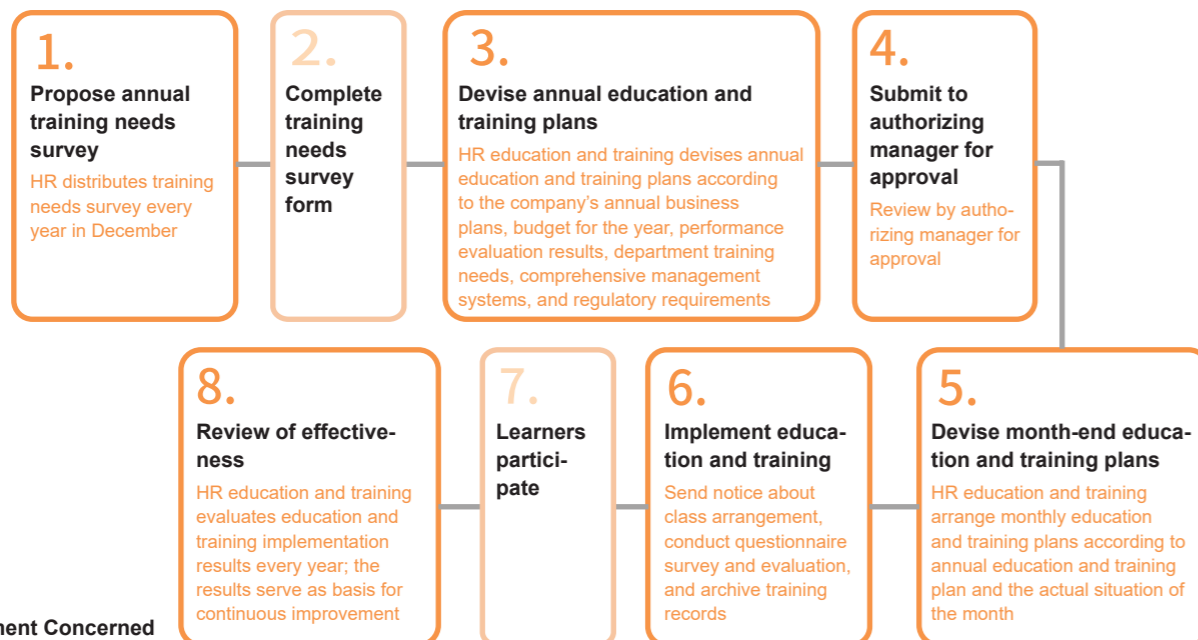 1.
Propose annual
training needs
survey
HR distributes training
needs survey every
year in December
2.
Complete
training
needs
survey
form
3.
Devise annual education and
training plans
HR education and training devises annual
education and training plans according
to the company's annual business
plans, budget for the year, performance
evaluation results, department training
needs, comprehensive management
systems, and regulatory requirements
4.
Submit to
authorizing
manager for
approval
Review by autho-
rizing manager for
approval
5.
Devise month-end educa-
tion and training plans
HR education and training
arrange monthly education
and training plans according to
annual education and training
plan and the actual situation of
the month
6.
Implement educa-
tion and training
Send notice about
class arrangement,
conduct questionnaire
survey and evaluation,
and archive training
records
7.
Learners
partici-
pate
8.
Review of effective-
ness
HR education and training
evaluates education and
training implementation
results every year; the
results serve as basis for
continuous improvement
Concerned